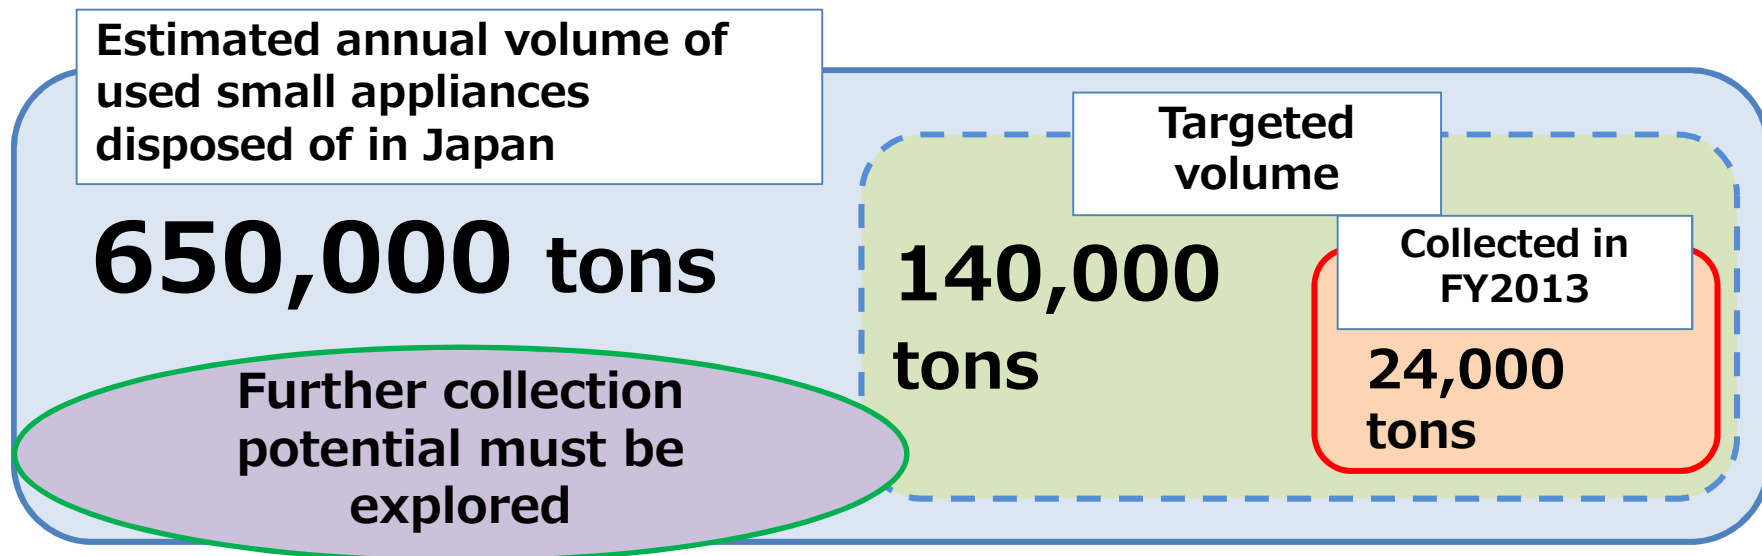 Estimated annual volume of
used small appliances
disposed of in Japan
650,000 tons
Further collection
potential must be
explored
Targeted
volume
140,000
tons
Collected in
FY2013
24,000
tons